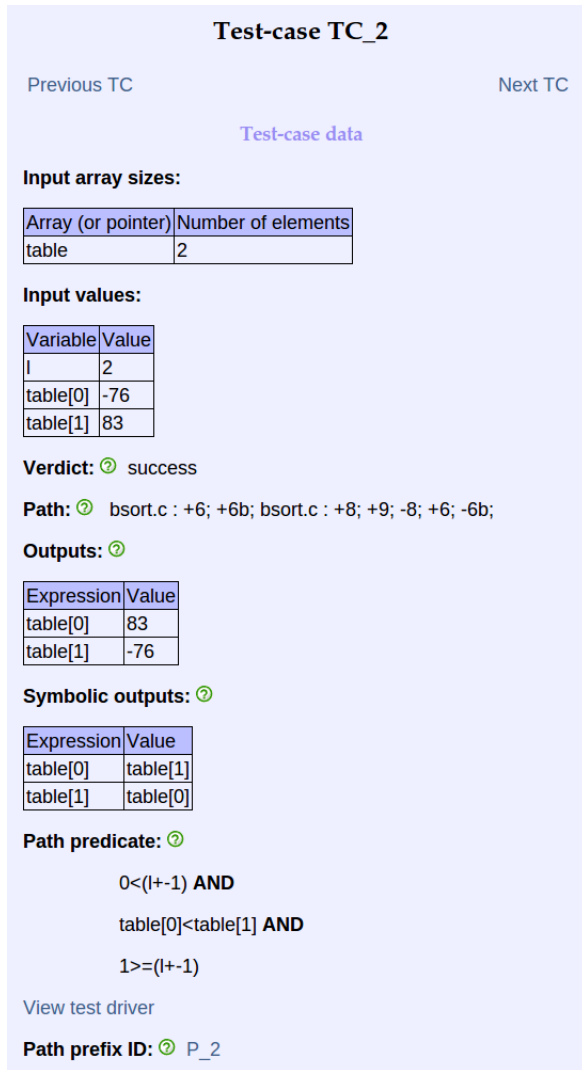 Test-case TC_2
Previous TC Next TC
Test-case data
Input array sizes:
Array (or pointer) Number of elements
table 2
Input values:
Variable Value
l 2
table[0] -76
table[1] 83
Verdict: ? success
Path: ? bsort.c : +6; +6b; bsort.c : +8; +9; -8; +6; -6b;
Outputs: ?
Expression Value
table[0] 83
table[1] -76
Symbolic outputs: ?
Expression Value
table[0] table[1]
table[1] table[0]
Path predicate: ?
0<(l+-1) AND
table[0]<table[1] AND
1>=(l+-1)
View test driver
Path prefix ID: ? P_2